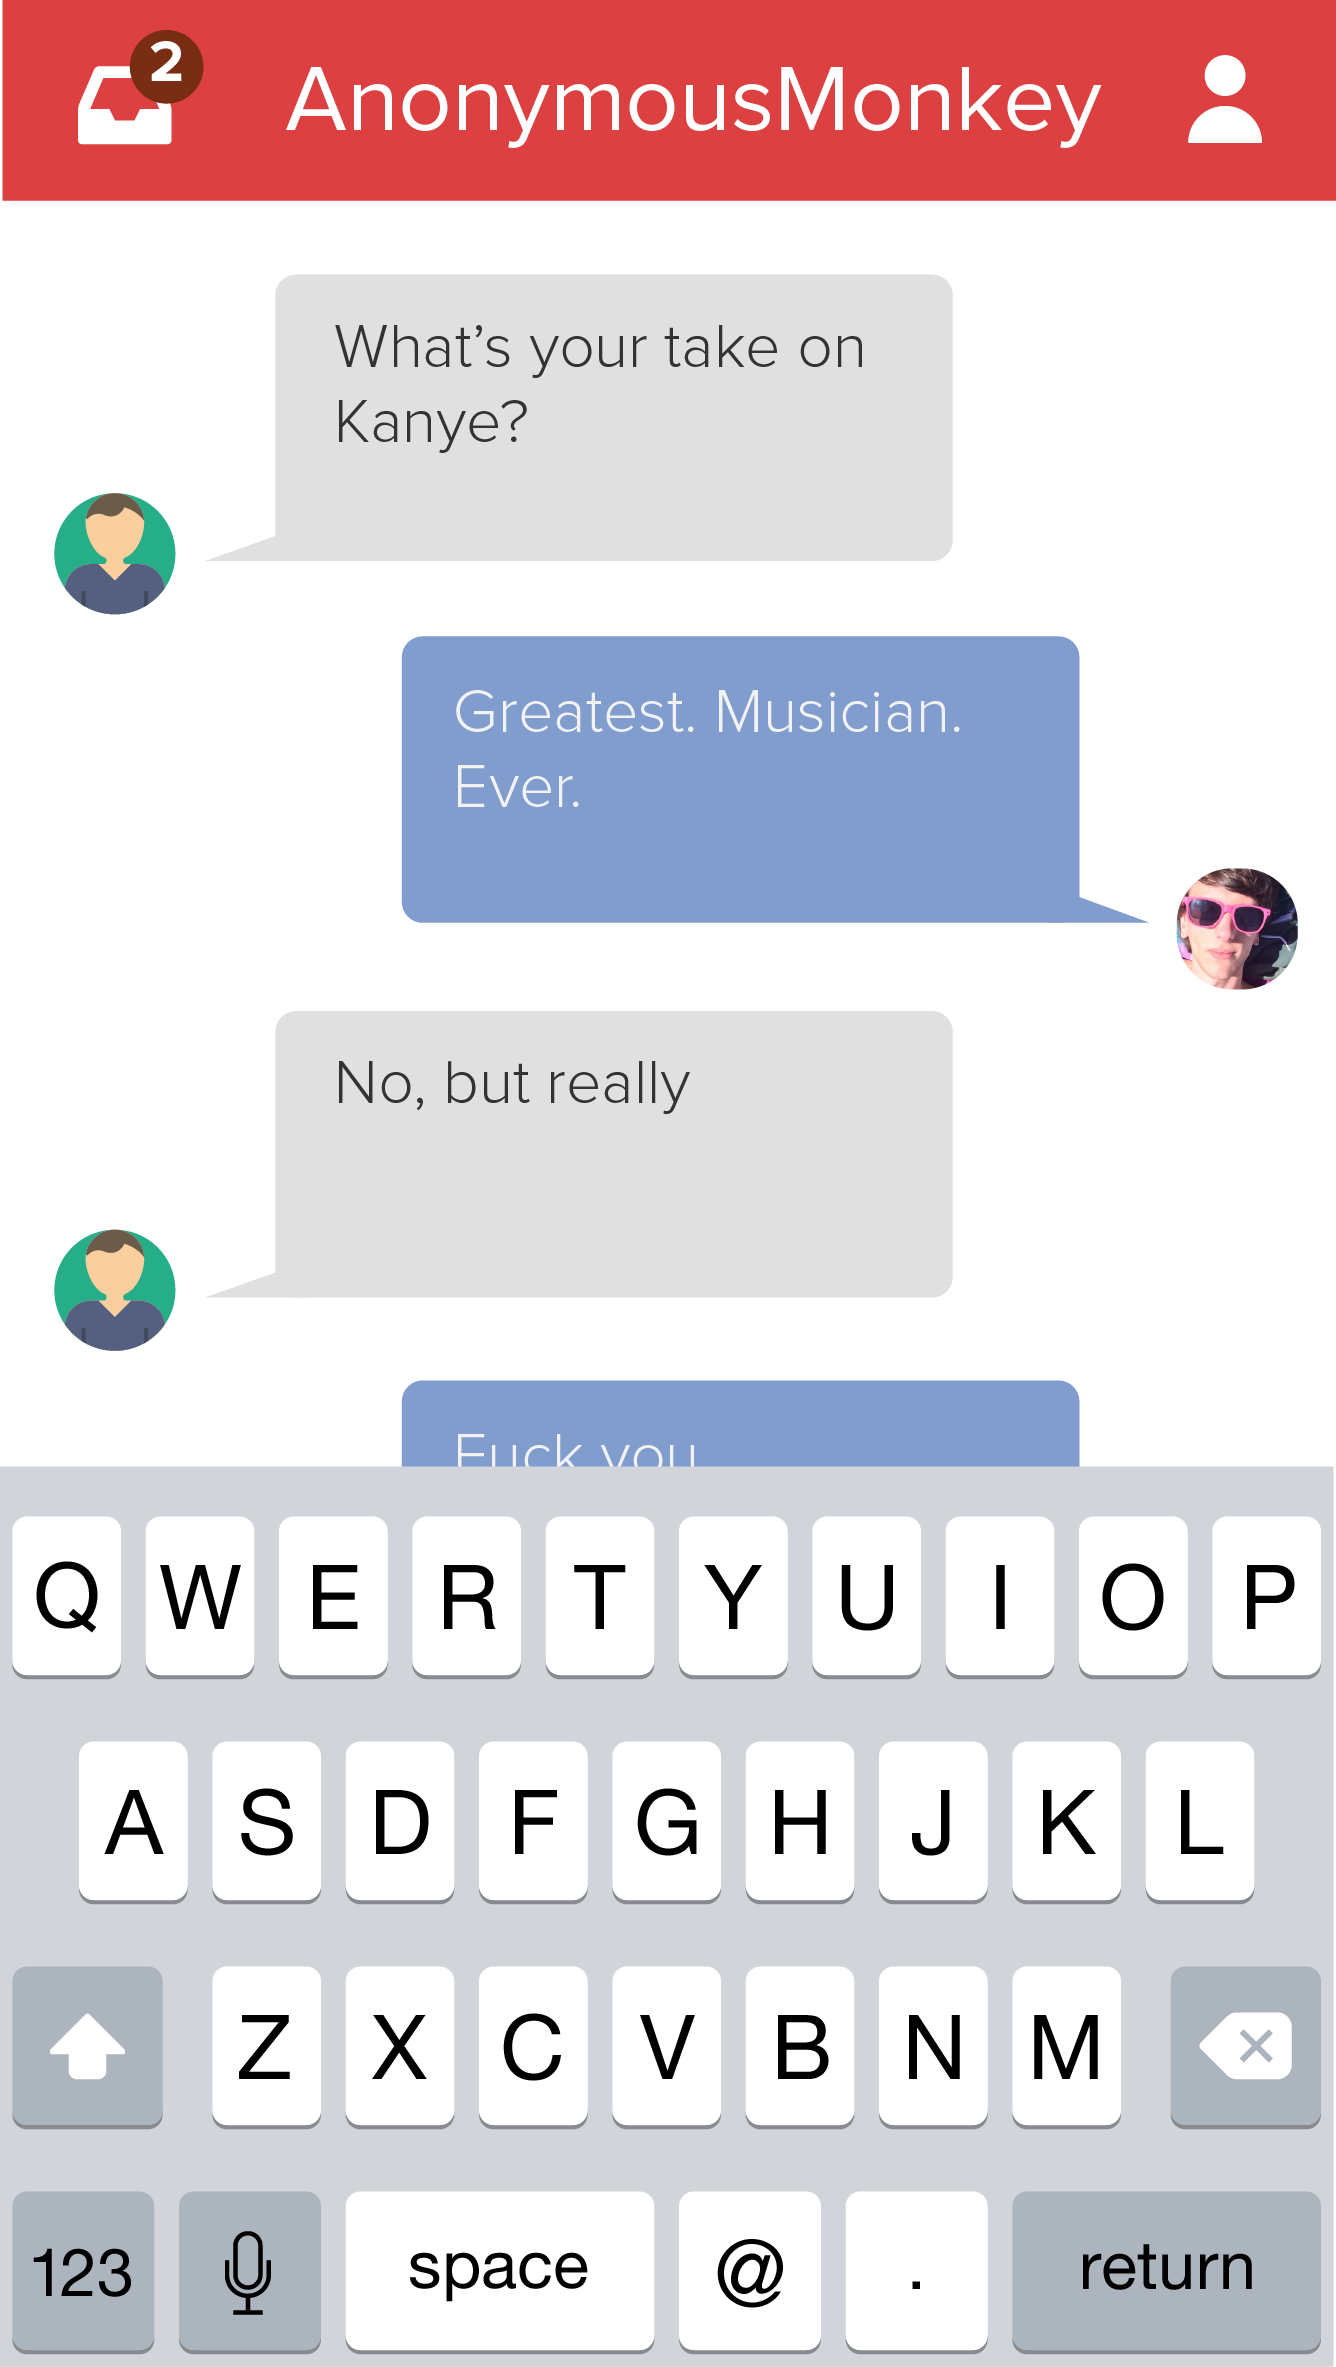 2
AnonymousMonkey
What’s your take on
Kanye?
Greatest. Musician.
Ever.
No, but really
Fuck you
Q W E R T Y U I O P
A S D F G H J K L
Z X C V B N M
123 space @ . return